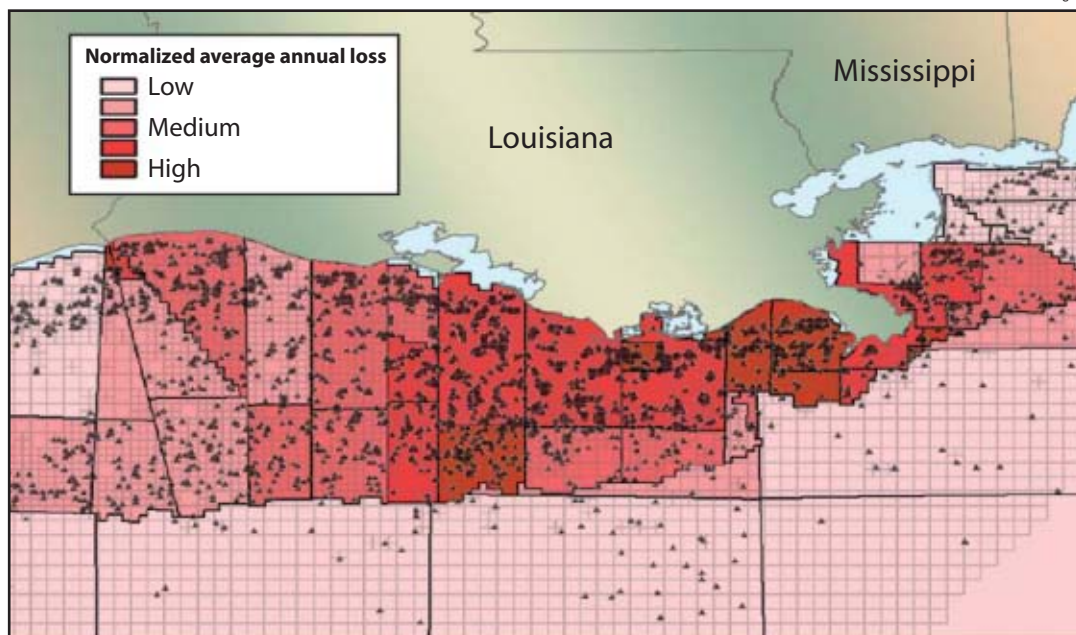 Normalized average annual loss
Low
Medium
High
Louisiana
Mississippi